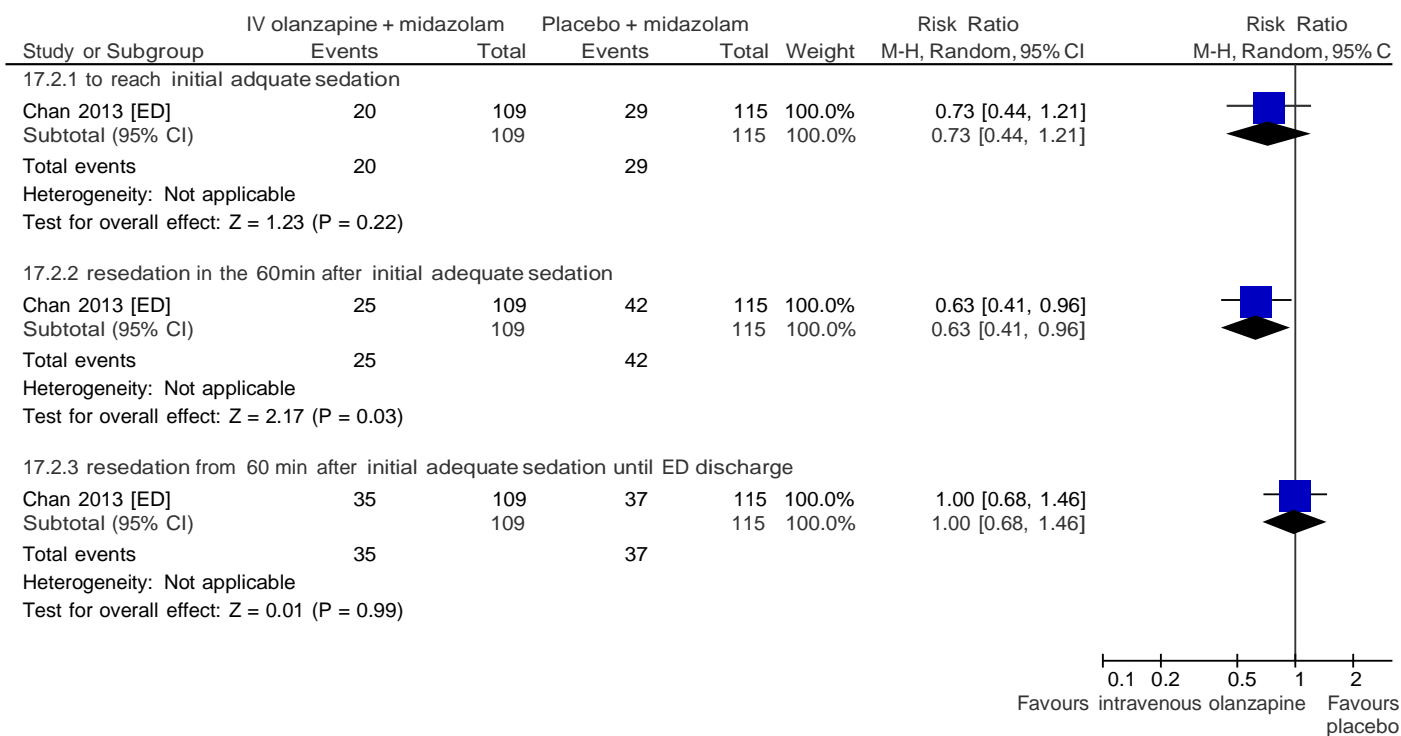 IV olanzapine + midazolam Placebo + midazolam Risk Ratio Risk Ratio
Study or Subgroup Events Total Events Total Weight M-H, Random, 95% CI M-H, Random, 95% C
17.2.1 to reach initial adquate sedation
Chan 2013 [ED] 20 109 29 115 100.0% 0.73 [0.44, 1.21]
Subtotal (95% CI) 109 115 100.0% 0.73 [0.44, 1.21]
Total events 20 29
Heterogeneity: Not applicable
Test for overall effect: Z = 1.23 (P = 0.22)
17.2.2 resedation in the 60min after initial adequate sedation
Chan 2013 [ED] 25 109 42 115 100.0% 0.63 [0.41, 0.96]
Subtotal (95% CI) 109 115 100.0% 0.63 [0.41, 0.96]
Total events 25 42
Heterogeneity: Not applicable
Test for overall effect: Z = 2.17 (P = 0.03)
17.2.3 resedation from 60 min after initial adequate sedation until ED discharge
Chan 2013 [ED] 35 109 37 115 100.0% 1.00 [0.68, 1.46]
Subtotal (95% CI) 109 115 100.0% 1.00 [0.68, 1.46]
Total events 35 37
Heterogeneity: Not applicable
Test for overall effect: Z = 0.01 (P = 0.99)
0.1 0.2 0.5 1 2
Favours intravenous olanzapine Favours
placebo